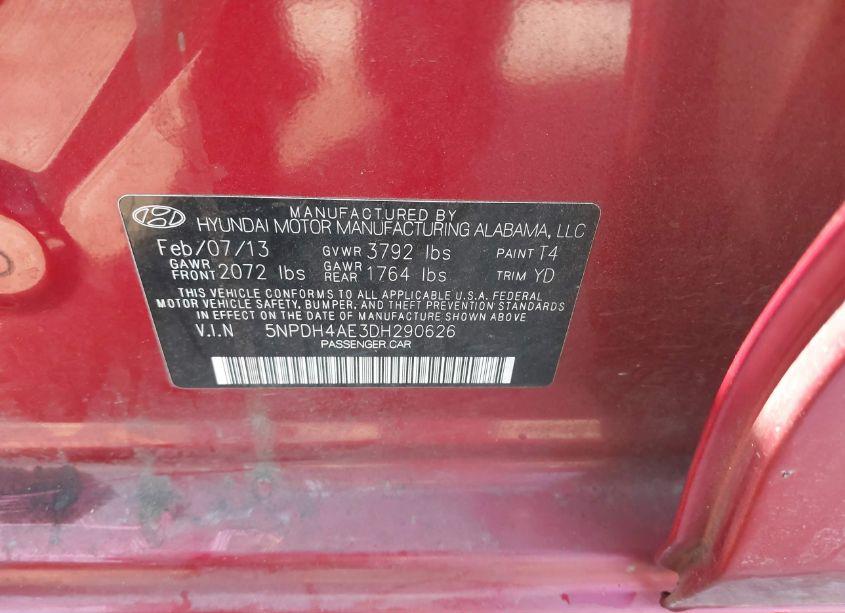 MANUFACTURED BY
HYUNDAI MOTOR MANUFACTURING ALABAMA, LLC
Feb/07/13 GVWR 3792 lbs PAINT T4
GAWR FRONT 2072 lbs GAWR REAR 1764 lbs TRIM YD
THIS VEHICLE CONFORMS TO ALL APPLICABLE U.S.A. FEDERAL
MOTOR VEHICLE SAFETY, BUMPER, AND THEFT PREVENTION STANDARDS
IN EFFECT ON THE DATE OF MANUFACTURE SHOWN ABOVE
V.I.N 5NPDH4AE3DH290626
PASSENGER CAR